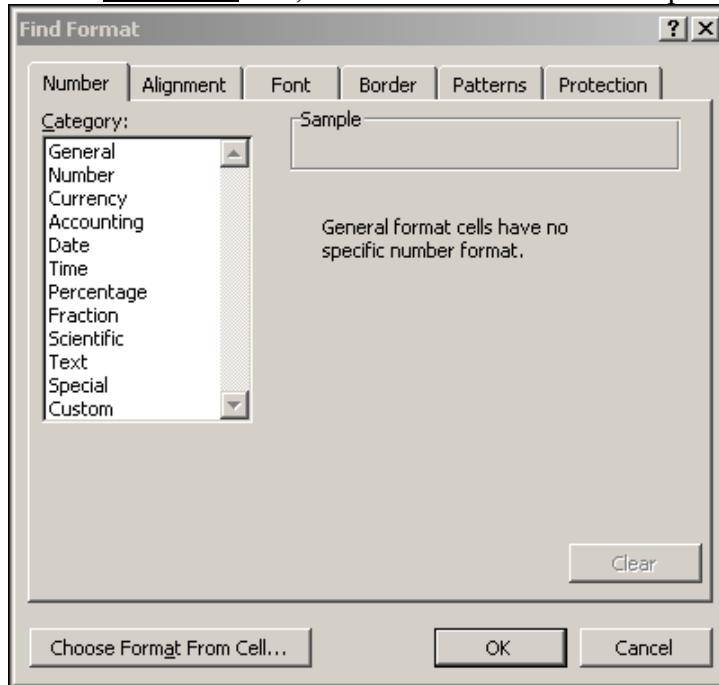 Find Format
? X
Number Alignment Font Border Patterns Protection
Category:
General
Number
Currency
Accounting
Date
Time
Percentage
Fraction
Scientific
Text
Special
Custom
Sample
General format cells have no
specific number format.
Clear
Choose Format From Cell...
OK
Cancel